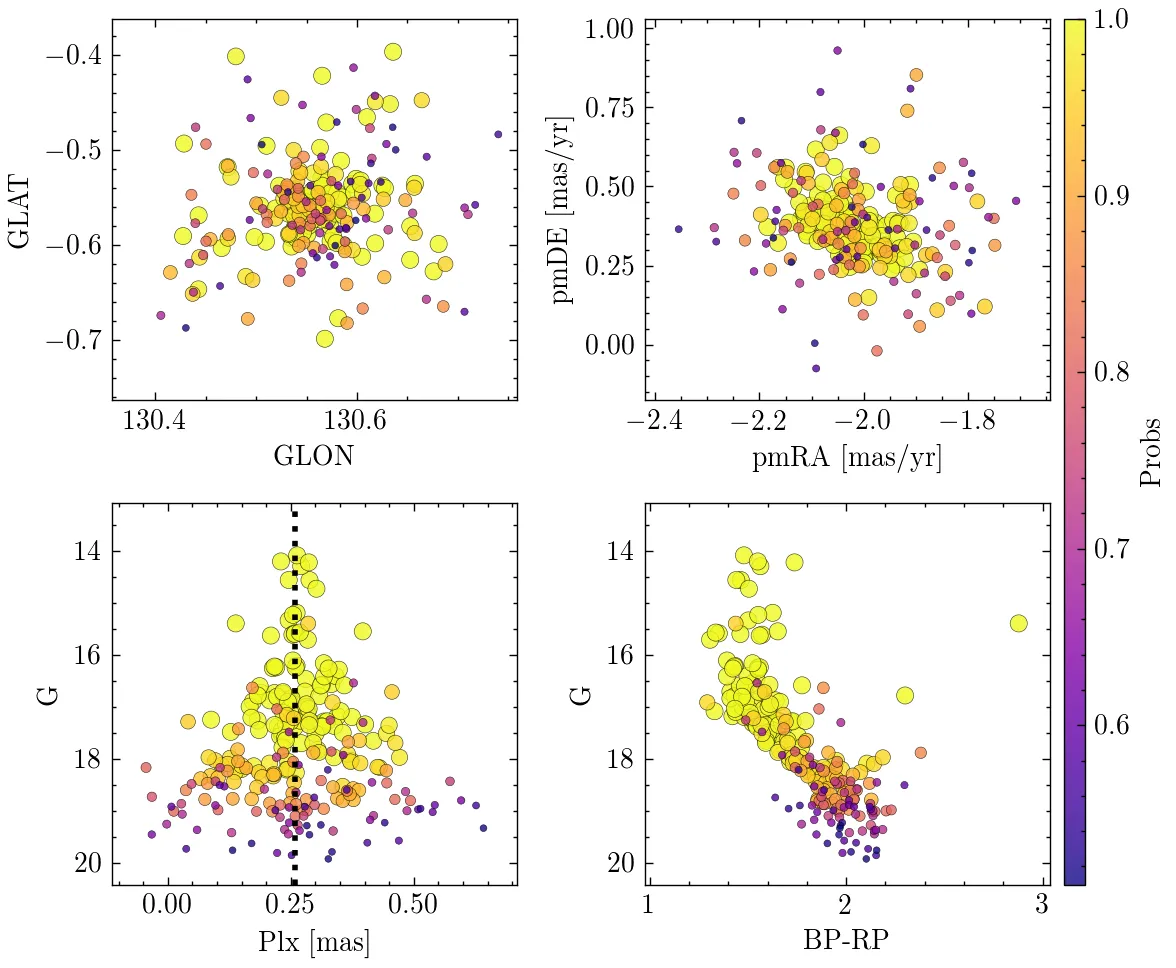 −0.4
−0.5
−0.6
−0.7
GLAT
130.4 130.6
GLON
1.00
0.75
0.50
0.25
0.00
pmDE [mas/yr]
−2.4 −2.2 −2.0 −1.8
pmRA [mas/yr]
14
16
18
20
G
0.00 0.25 0.50
Plx [mas]
14
16
18
20
G
1 2 3
BP-RP
1.0
0.9
0.8
0.7
0.6
Probs